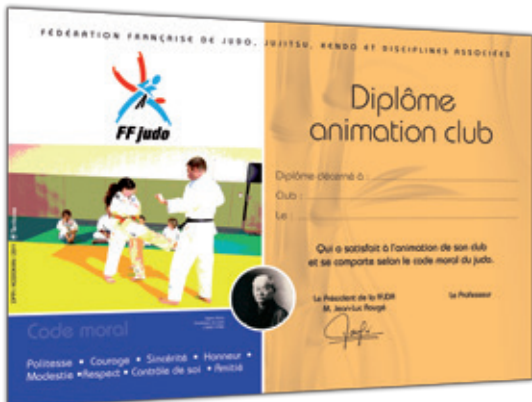 FÉDÉRATION FRANÇAISE DE JUDO, JUJITSU, KENDO ET DISCIPLINES ASSOCIÉES
FF judo
Code moral
Politesse • Courage • Sincérité • Honneur •
Modestie • Respect • Contrôle de soi • Amitié
Diplôme
animation club
Diplôme décerné à :
Club :
Le :
Qui a satisfait à l'animation de son club
et se comporte selon le code moral du judo.
Le Président de la FFJDA
M. Jean-Luc Rougé
Le Professeur